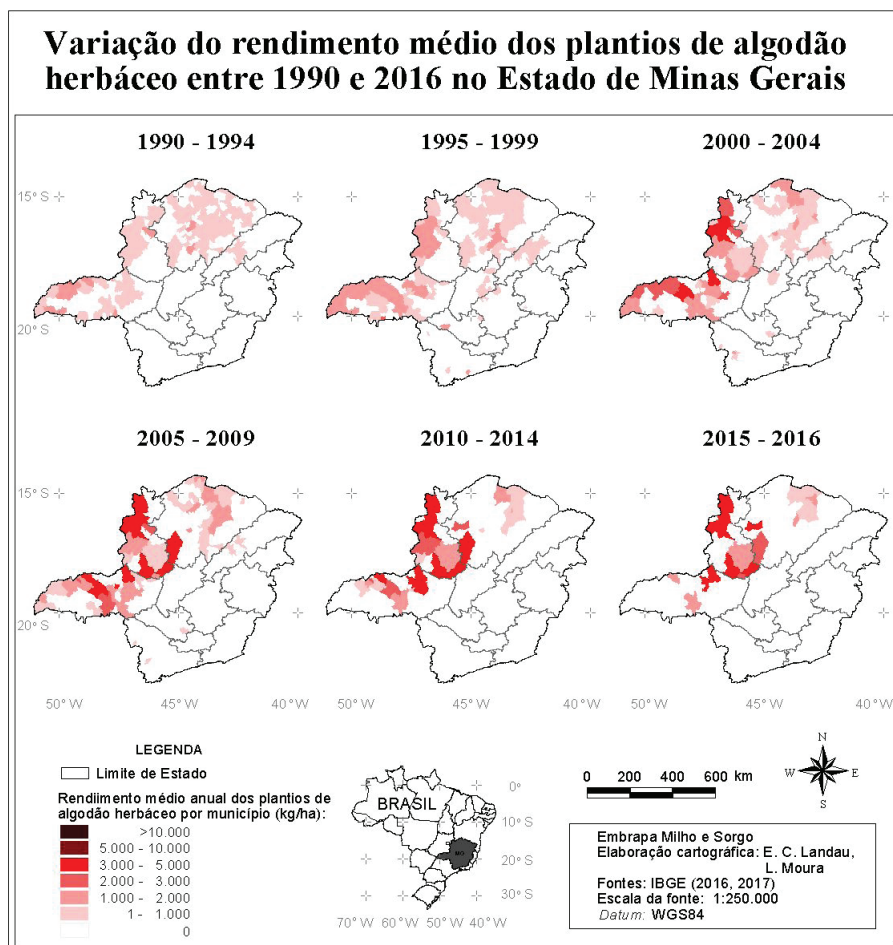 Variação do rendimento médio dos plantios de algodão
herbáceo entre 1990 e 2016 no Estado de Minas Gerais
1990 - 1994
1995 - 1999
2000 - 2004
15° S
20° S
2005 - 2009
2010 - 2014
2015 - 2016
15° S
20° S
50° W
45° W
40° W
50° W
45° W
40° W
50° W
45° W
40° W
LEGENDA
Limite de Estado
Rendiimento médio anual dos plantios de
algodão herbáceo por município (kg/ha):
>10.000
5.000 - 10.000
3.000 - 5.000
2.000 - 3.000
1.000 - 2.000
1 - 1.000
0
BRASIL
MG
0°
10°S
20°S
30°S
70°W
60°W
50°W
40°W
0 200 400 600 km
N
W
E
S
Embrapa Milho e Sorgo
Elaboração cartográfica: E. C. Landau,
L. Moura
Fontes: IBGE (2016, 2017)
Escala da fonte: 1:250.000
Datum: WGS84